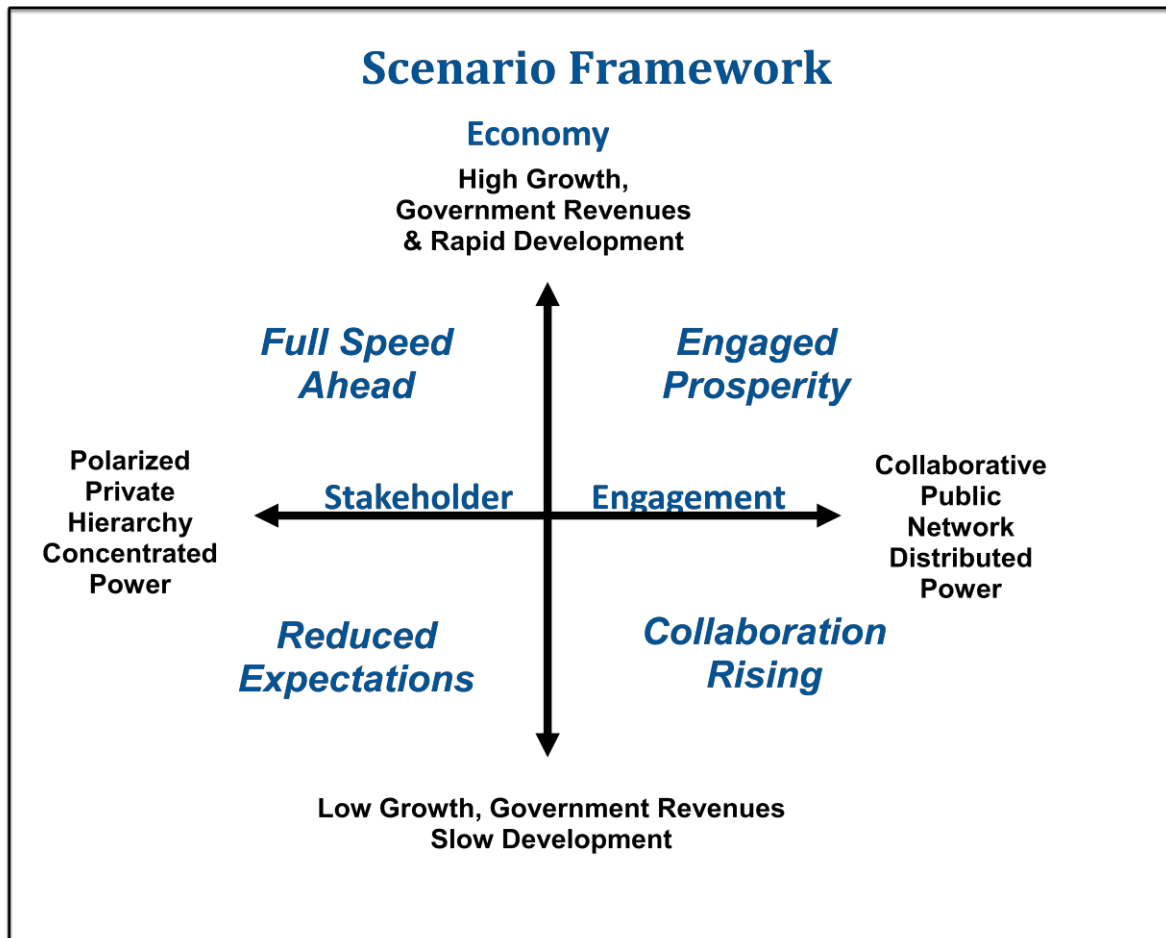 Scenario Framework
Economy
High Growth,
Government Revenues
& Rapid Development
Full Speed
Ahead
Engaged
Prosperity
Polarized
Private
Hierarchy
Concentrated
Power
Stakeholder
Engagement
Collaborative
Public
Network
Distributed
Power
Reduced
Expectations
Collaboration
Rising
Low Growth, Government Revenues
Slow Development